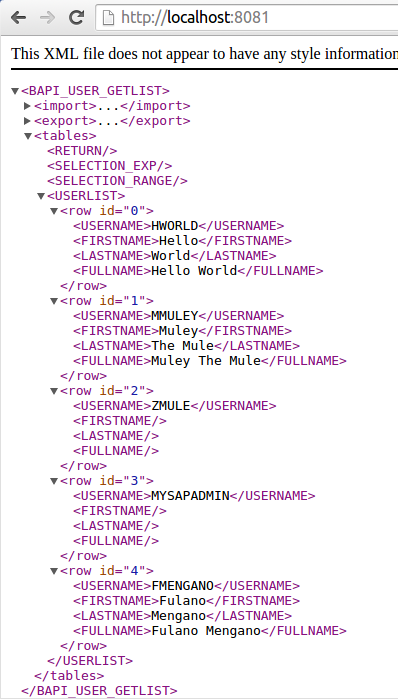 http://localhost:8081
This XML file does not appear to have any style information
▼<BAPI_USER_GETLIST>
▶<import>...</import>
▶<export>...</export>
▼<tables>
<RETURN/>
<SELECTION_EXP/>
<SELECTION_RANGE/>
▼<USERLIST>
▼<row id="0">
<USERNAME>HWORLD</USERNAME>
<FIRSTNAME>Hello</FIRSTNAME>
<LASTNAME>World</LASTNAME>
<FULLNAME>Hello World</FULLNAME>
</row>
▼<row id="1">
<USERNAME>MMULEY</USERNAME>
<FIRSTNAME>Muley</FIRSTNAME>
<LASTNAME>The Mule</LASTNAME>
<FULLNAME>Muley The Mule</FULLNAME>
</row>
▼<row id="2">
<USERNAME>ZMULE</USERNAME>
<FIRSTNAME/>
<LASTNAME/>
<FULLNAME/>
</row>
▼<row id="3">
<USERNAME>MYSAPADMIN</USERNAME>
<FIRSTNAME/>
<LASTNAME/>
<FULLNAME/>
</row>
▼<row id="4">
<USERNAME>FMENGANO</USERNAME>
<FIRSTNAME>Fulano</FIRSTNAME>
<LASTNAME>Mengano</LASTNAME>
<FULLNAME>Fulano Mengano</FULLNAME>
</row>
</USERLIST>
</tables>
</BAPI_USER_GETLIST>